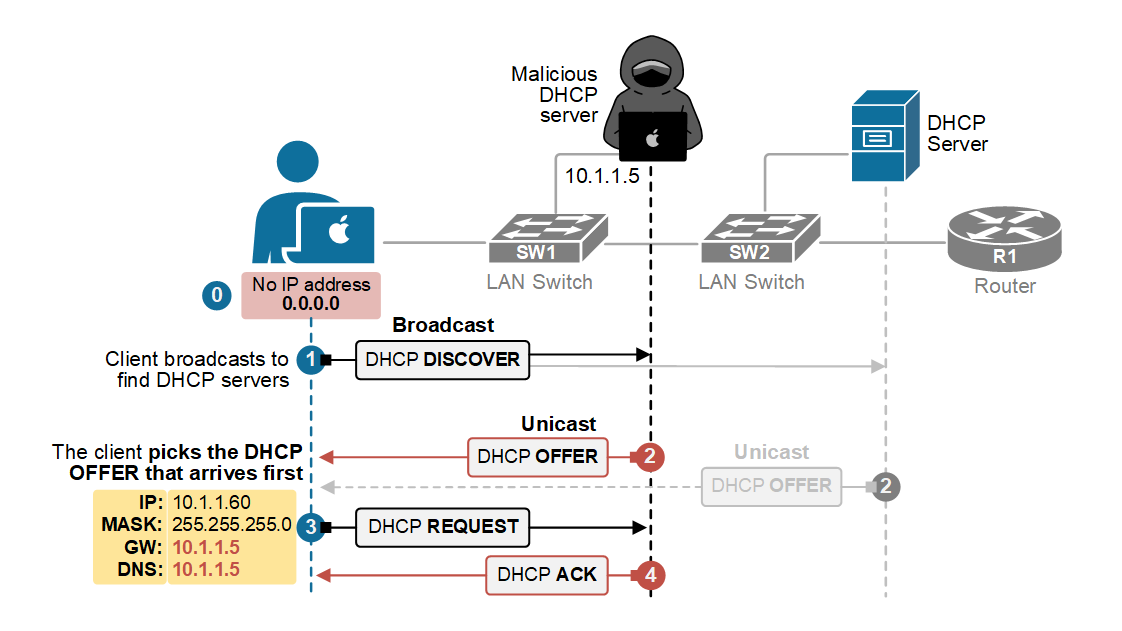 Malicious
DHCP
server
DHCP
Server
10.1.1.5
SW1
LAN Switch
SW2
LAN Switch
R1
Router
0
No IP address
0.0.0.0
Broadcast
Client broadcasts to
find DHCP servers
1
DHCP DISCOVER
Unicast
The client picks the DHCP
OFFER that arrives first
DHCP OFFER
2
Unicast
DHCP OFFER
2
IP: 10.1.1.60
MASK: 255.255.255.0
GW: 10.1.1.5
DNS: 10.1.1.5
3
DHCP REQUEST
DHCP ACK
4